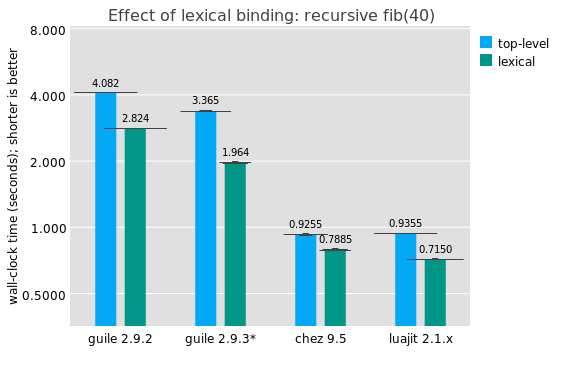 Effect of lexical binding: recursive fib(40)
top-level
lexical
wall-clock time (seconds); shorter is better
8.000
4.000
2.000
1.000
0.5000
4.082
2.824
3.365
1.964
0.9255
0.7885
0.9355
0.7150
guile 2.9.2
guile 2.9.3*
chez 9.5
luajit 2.1.x